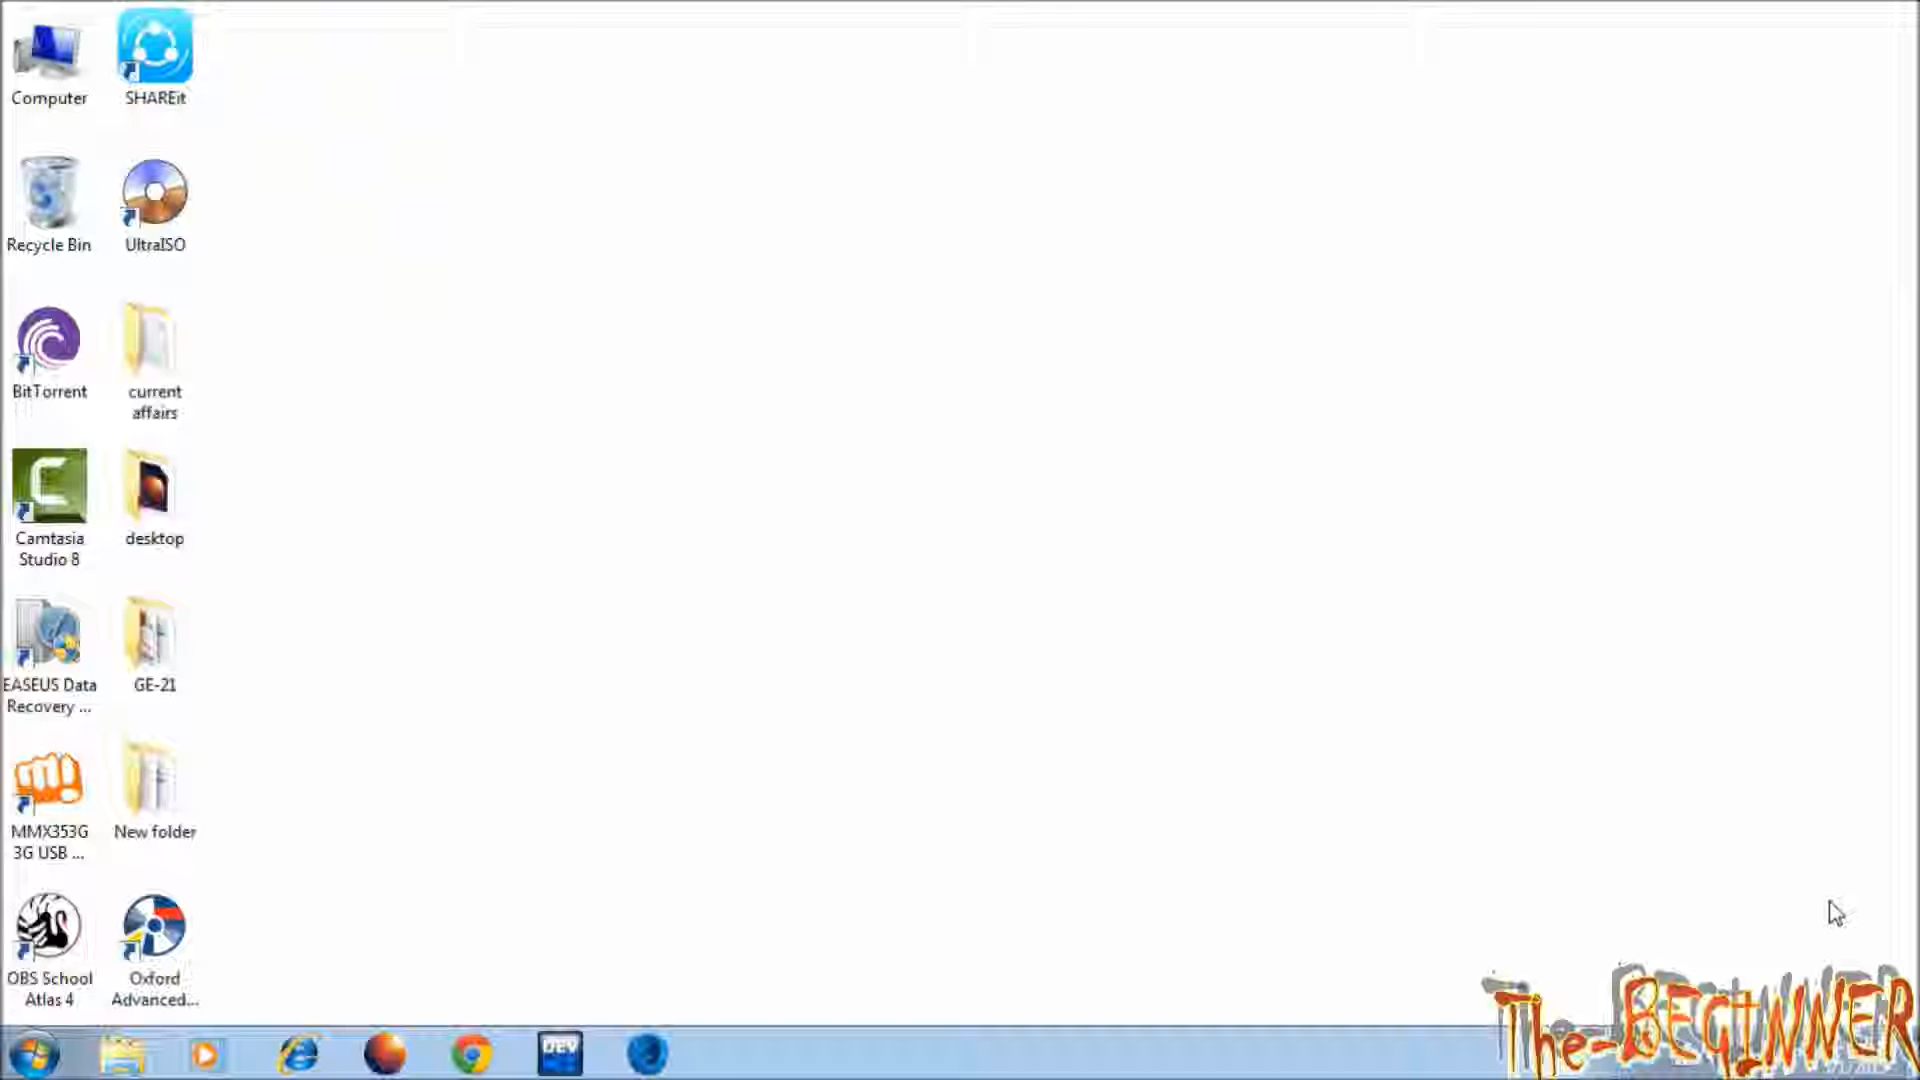 Computer
SHAREit
Recycle Bin
UltraISO
BitTorrent
current
affairs
Camtasia
Studio 8
desktop
EASEUS Data
Recovery ...
GE-21
MMX353G
3G USB ...
New folder
OBS School
Atlas 4
Oxford
Advanced...
DEV
The-BEGINNER